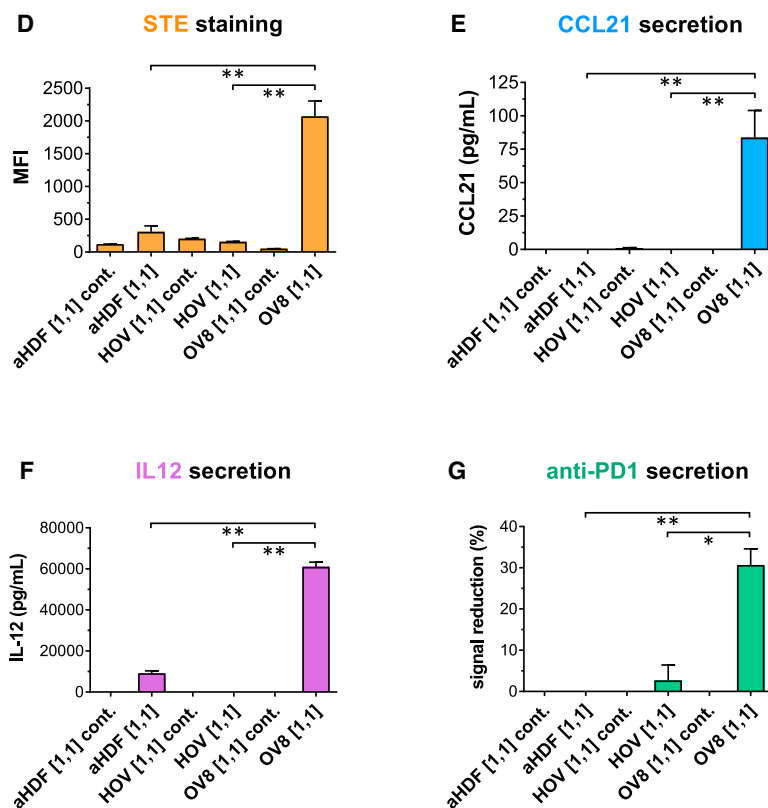 D STE staining
**
**
2500
2000
1500
1000
500
0
MFI
aHDF [1,1] cont.
aHDF [1,1]
HOV [1,1] cont.
HOV [1,1]
OV8 [1,1] cont.
OV8 [1,1]
E CCL21 secretion
**
**
125
100
75
50
25
0
CCL21 (pg/mL)
aHDF [1,1] cont.
aHDF [1,1]
HOV [1,1] cont.
HOV [1,1]
OV8 [1,1] cont.
OV8 [1,1]
F IL12 secretion
**
**
80000
60000
40000
20000
0
IL-12 (pg/mL)
aHDF [1,1] cont.
aHDF [1,1]
HOV [1,1] cont.
HOV [1,1]
OV8 [1,1] cont.
OV8 [1,1]
G anti-PD1 secretion
**
*
40
30
20
10
0
signal reduction (%)
aHDF [1,1] cont.
aHDF [1,1]
HOV [1,1] cont.
HOV [1,1]
OV8 [1,1] cont.
OV8 [1,1]